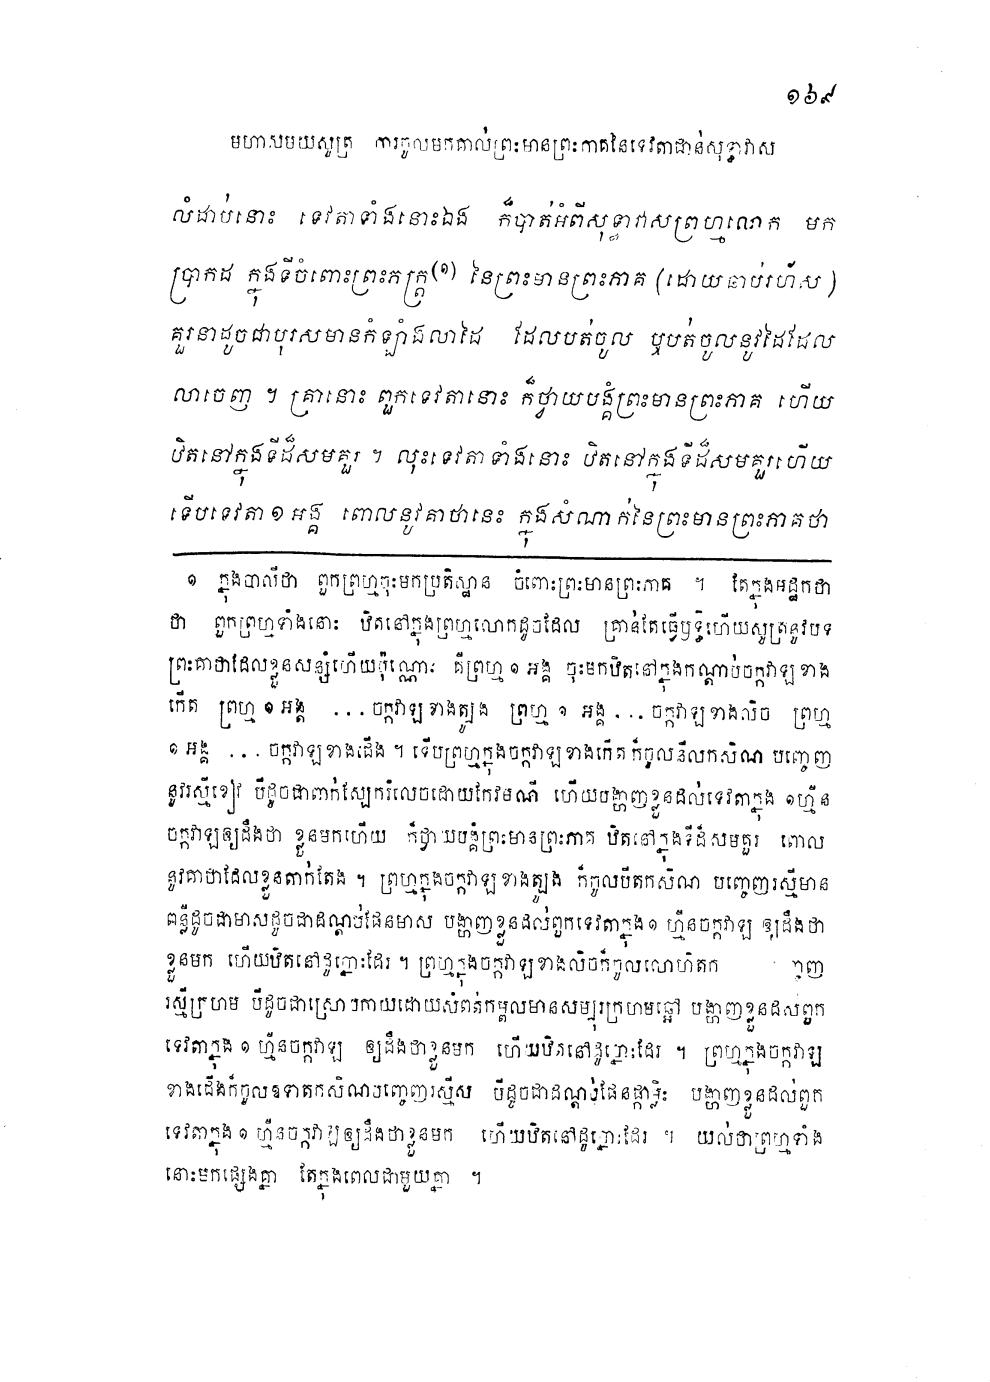 ១៦៩
មហាសមយសូត្រ ការចូលមកគាល់ព្រះមានព្រះភាគនៃទេវតាជាន់សុទ្ធាវាស
លំដាប់នោះ ទេវតាទាំងនោះឯង ក៏បាត់អំពីសុទ្ធាវាសព្រហ្មលោក មក
ប្រាកដ ក្នុងទីចំពោះព្រះភក្ត្រ(១) នៃព្រះមានព្រះភាគ (ដោយឆាប់រហ័ស)
គួរនាដូចជាបុរសមានកំឡាំងលាដៃ ដែលបត់ចូល ឬបត់ចូលនូវដៃដែល
លាចេញ ។ គ្រានោះ ពួកទេវតានោះ ក៏ថ្វាយបង្គំព្រះមានព្រះភាគ ហើយ
ឋិតនៅក្នុងទីដ៏សមគួរ ។ លុះទេវតាទាំងនោះ ឋិតនៅក្នុងទីដ៏សមគួរហើយ
ទើបទេវតា ១ អង្គ ពោលនូវគាថានេះ ក្នុងសំណាក់នៃព្រះមានព្រះភាគថា
១ ក្នុងបាលីថា ពួកព្រហ្មចុះមកប្រតិស្ឋាន ចំពោះព្រះមានព្រះភាគ ។ តែក្នុងអដ្ឋកថា
ថា ពួកព្រហ្មទាំងនោះ ឋិតនៅក្នុងព្រហ្មលោកដូចដែល គ្រាន់តែធ្វើឫទ្ធិហើយសូត្រនូវបទ
ព្រះគាថាដែលខ្លួនសន្សំហើយប៉ុណ្ណោះ គឺព្រហ្ម ១ អង្គ ចុះមកឋិតនៅក្នុងកណ្តាប់ចក្កវាឡខាង
កើត ព្រហ្ម ១ អង្គ ...ចក្កវាឡខាងត្បូង ព្រហ្ម ១ អង្គ ... ចក្កវាឡខាងលិច ព្រហ្ម
១ អង្គ ... ចក្កវាឡខាងជើង ។ ទើបព្រហ្មក្នុងចក្កវាឡខាងកើត ក៏ចូលនីលកសិណ បញ្ចេញ
នូវរស្មីខៀវ បីដូចជាពាក់ស្បែករំលេចដោយកែវមណី ហើយបង្ហាញខ្លួនដល់ទេវតាក្នុង ១ហ្មឺន
ចក្កវាឡឲ្យដឹងថា ខ្លួនមកហើយ ក៏ថ្វាយបង្គំព្រះមានព្រះភាគ ឋិតនៅក្នុងទីដ៏សមគួរ ពោល
នូវគាថាដែលខ្លួនតាក់តែង ។ ព្រហ្មក្នុងចក្កវាឡខាងត្បូង ក៏ចូលបីតកសិណ បញ្ចេញរស្មីមាន
ពន្លឺដូចជាមាសដូចជាដណ្តប់ផែនមាស បង្ហាញខ្លួនដល់ពួកទេវតាក្នុង១ ហ្មឺនចក្កវាឡ ឲ្យដឹងថា
ខ្លួនមក ហើយឋិតនៅដូច្នោះដែរ ។ ព្រហ្មក្នុងចក្កវាឡខាងលិចក៏ចូលលោហិតក
រស្មីក្រហម បីដូចជាស្រោបកាយដោយសំពត់កម្ពលមានសម្បុរក្រហមឆ្អៅ បង្ហាញខ្លួនដល់ពួក
ទេវតាក្នុង ១ ហ្មឺនចក្កវាឡ ឲ្យដឹងថាខ្លួនមក ហើយឋិតនៅដូច្នោះដែរ ។ ព្រហ្មក្នុងចក្កវាឡ
ខាងជើងក៏ចូលឱទាតកសិណបញ្ចេញរស្មីស បីដូចជាដណ្តប់ផែនផ្កាម្លិះ បង្ហាញខ្លួនដល់ពួក
ទេវតាក្នុង ១ ហ្មឺនចក្កវាឡឲ្យដឹងថាខ្លួនមក ហើយឋិតនៅដូច្នោះដែរ ។ យល់ថាព្រហ្មទាំង
នោះមកផ្សេងគ្នា តែក្នុងពេលជាមួយគ្នា ។